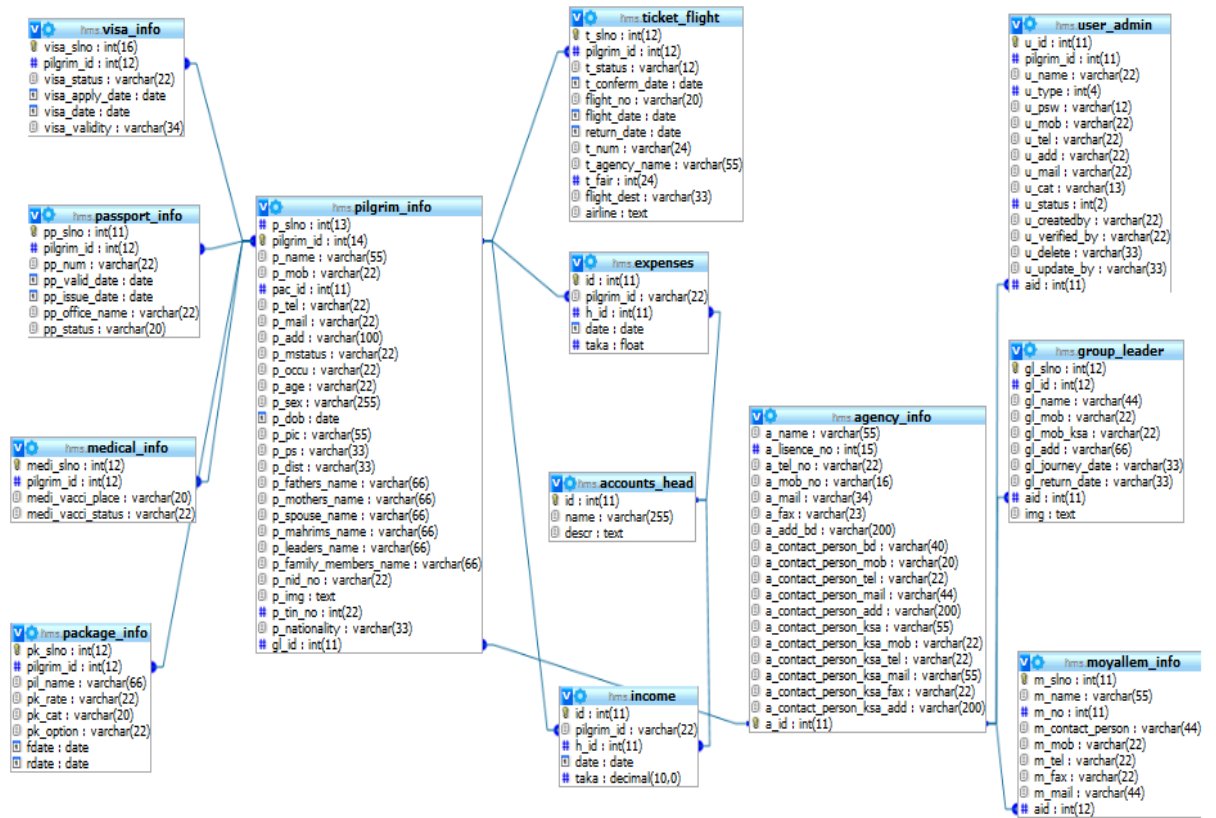 hms.visa_info
visa_slno : int(16)
pilgrim_id : int(12)
visa_status : varchar(22)
visa_apply_date : date
visa_date : date
visa_validity : varchar(34)
hms.passport_info
pp_slno : int(11)
pilgrim_id : int(12)
pp_num : varchar(22)
pp_valid_date : date
pp_issue_date : date
pp_office_name : varchar(22)
pp_status : varchar(20)
hms.medical_info
medi_slno : int(12)
pilgrim_id : int(12)
medi_vacci_place : varchar(20)
medi_vacci_status : varchar(22)
hms.package_info
pk_slno : int(12)
pilgrim_id : int(12)
pil_name : varchar(66)
pk_rate : varchar(22)
pk_cat : varchar(20)
pk_option : varchar(22)
fdate : date
rdate : date
hms.pilgrim_info
p_slno : int(13)
pilgrim_id : int(14)
p_name : varchar(55)
p_mob : varchar(22)
pac_id : int(11)
p_tel : varchar(22)
p_mail : varchar(22)
p_add : varchar(100)
p_mstatus : varchar(22)
p_occu : varchar(22)
p_age : varchar(22)
p_sex : varchar(255)
p_dob : date
p_pic : varchar(55)
p_ps : varchar(33)
p_dist : varchar(33)
p_fathers_name : varchar(66)
p_mothers_name : varchar(66)
p_spouse_name : varchar(66)
p_mahrims_name : varchar(66)
p_leaders_name : varchar(66)
p_family_members_name : varchar(66)
p_nid_no : varchar(22)
p_img : text
p_tin_no : int(22)
p_nationality : varchar(33)
gl_id : int(11)
hms.ticket_flight
t_slno : int(12)
pilgrim_id : int(12)
t_status : varchar(12)
t_conferm_date : date
flight_no : varchar(20)
flight_date : date
return_date : date
t_num : varchar(24)
t_agency_name : varchar(55)
t_fair : int(24)
flight_dest : varchar(33)
airline : text
hms.expenses
id : int(11)
pilgrim_id : varchar(22)
h_id : int(11)
date : date
taka : float
hms.accounts_head
id : int(11)
name : varchar(255)
descr : text
hms.income
id : int(11)
pilgrim_id : varchar(22)
h_id : int(11)
date : date
taka : decimal(10,0)
hms.agency_info
a_name : varchar(55)
a_lisence_no : int(15)
a_tel_no : varchar(22)
a_mob_no : varchar(16)
a_mail : varchar(34)
a_fax : varchar(23)
a_add_bd : varchar(200)
a_contact_person_bd : varchar(40)
a_contact_person_mob : varchar(20)
a_contact_person_tel : varchar(22)
a_contact_person_mail : varchar(44)
a_contact_person_add : varchar(200)
a_contact_person_ksa : varchar(55)
a_contact_person_ksa_mob : varchar(22)
a_contact_person_ksa_tel : varchar(22)
a_contact_person_ksa_mail : varchar(55)
a_contact_person_ksa_fax : varchar(22)
a_contact_person_ksa_add : varchar(200)
a_id : int(11)
hms.user_admin
u_id : int(11)
pilgrim_id : int(11)
u_name : varchar(22)
u_type : int(4)
u_psw : varchar(12)
u_mob : varchar(22)
u_tel : varchar(22)
u_add : varchar(22)
u_mail : varchar(22)
u_cat : varchar(13)
u_status : int(2)
u_createdby : varchar(22)
u_verified_by : varchar(22)
u_delete : varchar(33)
u_update_by : varchar(33)
aid : int(11)
hms.group_leader
gl_slno : int(12)
gl_id : int(12)
gl_name : varchar(44)
gl_mob : varchar(22)
gl_mob_ksa : varchar(22)
gl_add : varchar(66)
gl_journey_date : varchar(33)
gl_return_date : varchar(33)
aid : int(11)
img : text
hms.moyallem_info
m_slno : int(11)
m_name : varchar(55)
m_no : int(11)
m_contact_person : varchar(44)
m_mob : varchar(22)
m_tel : varchar(22)
m_fax : varchar(22)
m_mail : varchar(44)
aid : int(12)